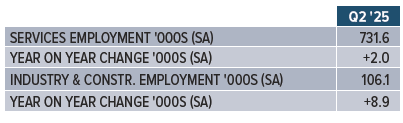 Q2 '25
SERVICES EMPLOYMENT '000S (SA) 731.6
YEAR ON YEAR CHANGE '000S (SA) +2.0
INDUSTRY & CONSTR. EMPLOYMENT '000S (SA) 106.1
YEAR ON YEAR CHANGE '000S (SA) +8.9